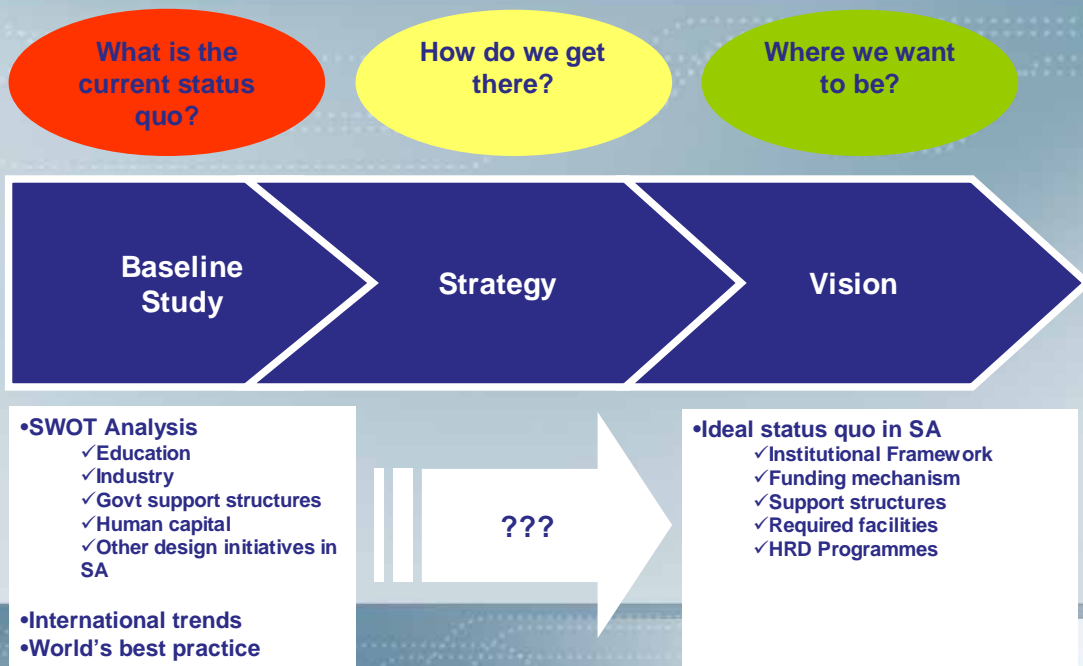 What is the
current status
quo?
How do we get
there?
Where we want
to be?
Baseline
Study
Strategy
Vision
•SWOT Analysis
✓Education
✓Industry
✓Govt support structures
✓Human capital
✓Other design initiatives in
SA
•International trends
•World's best practice
???
•Ideal status quo in SA
✓Institutional Framework
✓Funding mechanism
✓Support structures
✓Required facilities
✓HRD Programmes